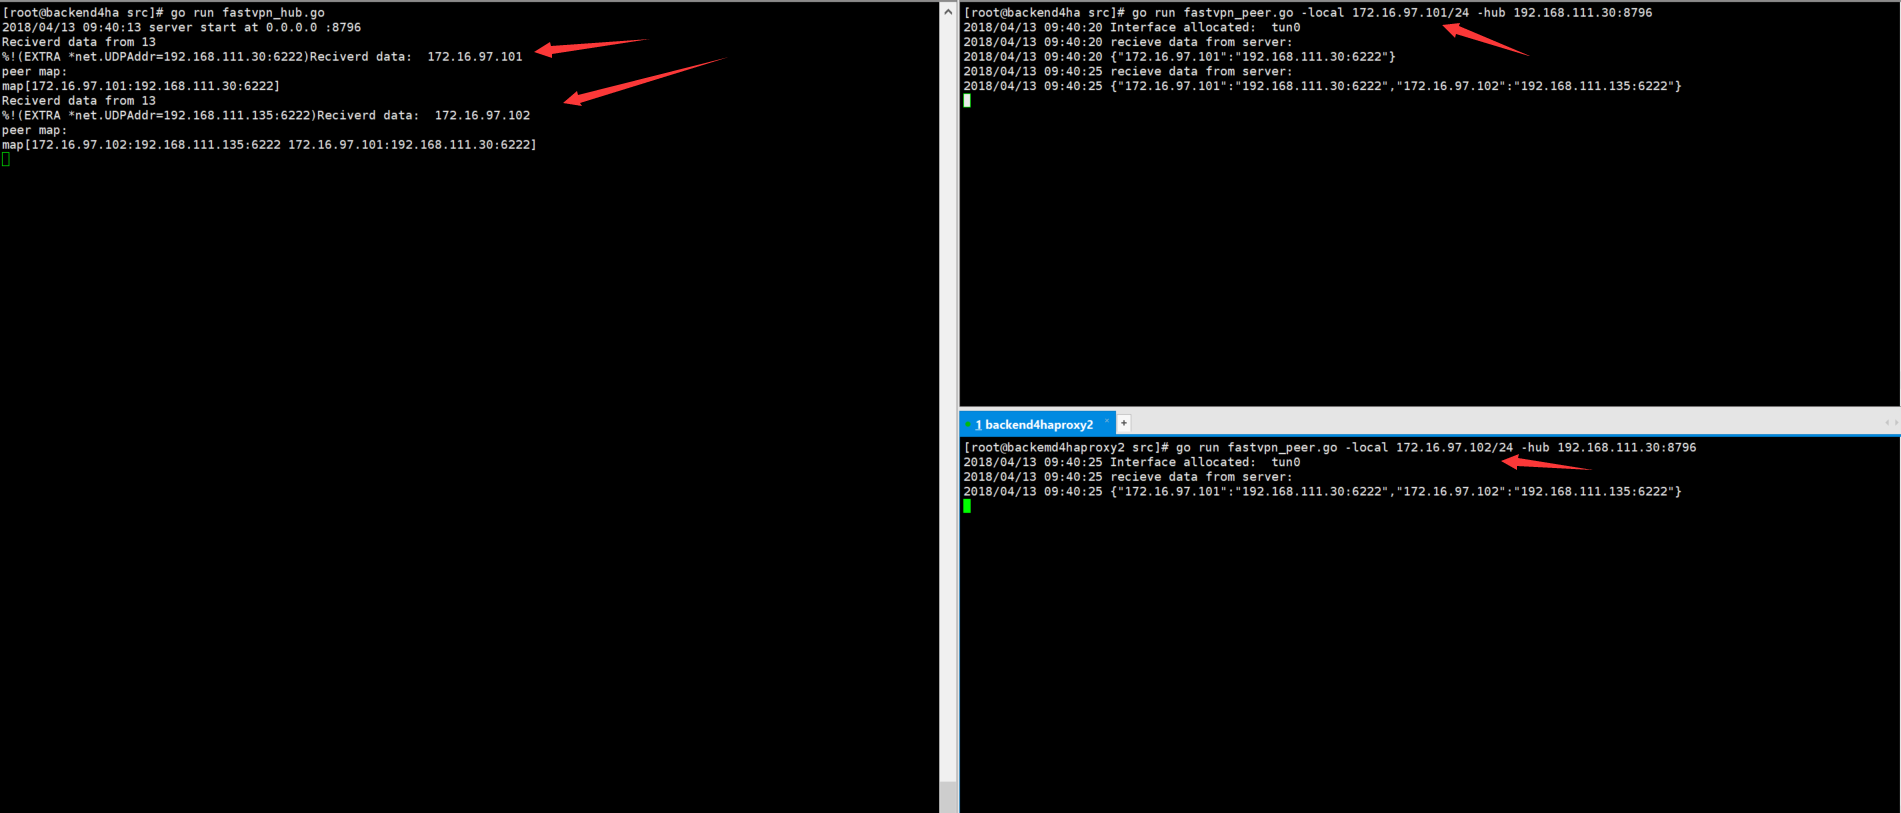 [root@backend4ha src]# go run fastvpn_hub.go
2018/04/13 09:40:13 server start at 0.0.0.0 :8796
Reciverd data from 13
%!(EXTRA *net.UDPAddr=192.168.111.30:6222)Reciverd data:  172.16.97.101
peer map:
map[172.16.97.101:192.168.111.30:6222]
Reciverd data from 13
%!(EXTRA *net.UDPAddr=192.168.111.135:6222)Reciverd data:  172.16.97.102
peer map:
map[172.16.97.102:192.168.111.135:6222 172.16.97.101:192.168.111.30:6222]
[root@backend4ha src]# go run fastvpn_peer.go -local 172.16.97.101/24 -hub 192.168.111.30:8796
2018/04/13 09:40:20 Interface allocated:  tun0
2018/04/13 09:40:20 recieve data from server:
2018/04/13 09:40:20 {"172.16.97.101":"192.168.111.30:6222"}
2018/04/13 09:40:25 recieve data from server:
2018/04/13 09:40:25 {"172.16.97.101":"192.168.111.30:6222","172.16.97.102":"192.168.111.135:6222"}
1 backend4haproxy2 +
[root@backemd4haproxy2 src]# go run fastvpn_peer.go -local 172.16.97.102/24 -hub 192.168.111.30:8796
2018/04/13 09:40:25 Interface allocated:  tun0
2018/04/13 09:40:25 recieve data from server:
2018/04/13 09:40:25 {"172.16.97.101":"192.168.111.30:6222","172.16.97.102":"192.168.111.135:6222"}